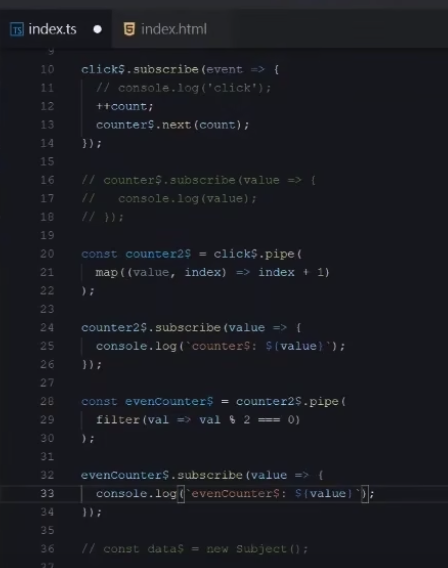 index.ts index.html
9
10 click$.subscribe(event => {
11 // console.log('click');
12 ++count;
13 counter$.next(count);
14 });
15
16 // counter$.subscribe(value => {
17 //   console.log(value);
18 // });
19
20 const counter2$ = click$.pipe(
21 map((value, index) => index + 1)
22 );
23
24 counter2$.subscribe(value => {
25 console.log(`counter$: ${value}`);
26 });
27
28 const evenCounter$ = counter2$.pipe(
29 filter(val => val % 2 === 0)
30 );
31
32 evenCounter$.subscribe(value => {
33 console.log(`evenCounter$: ${value}`);
34 });
35
36 // const data$ = new Subject();
37